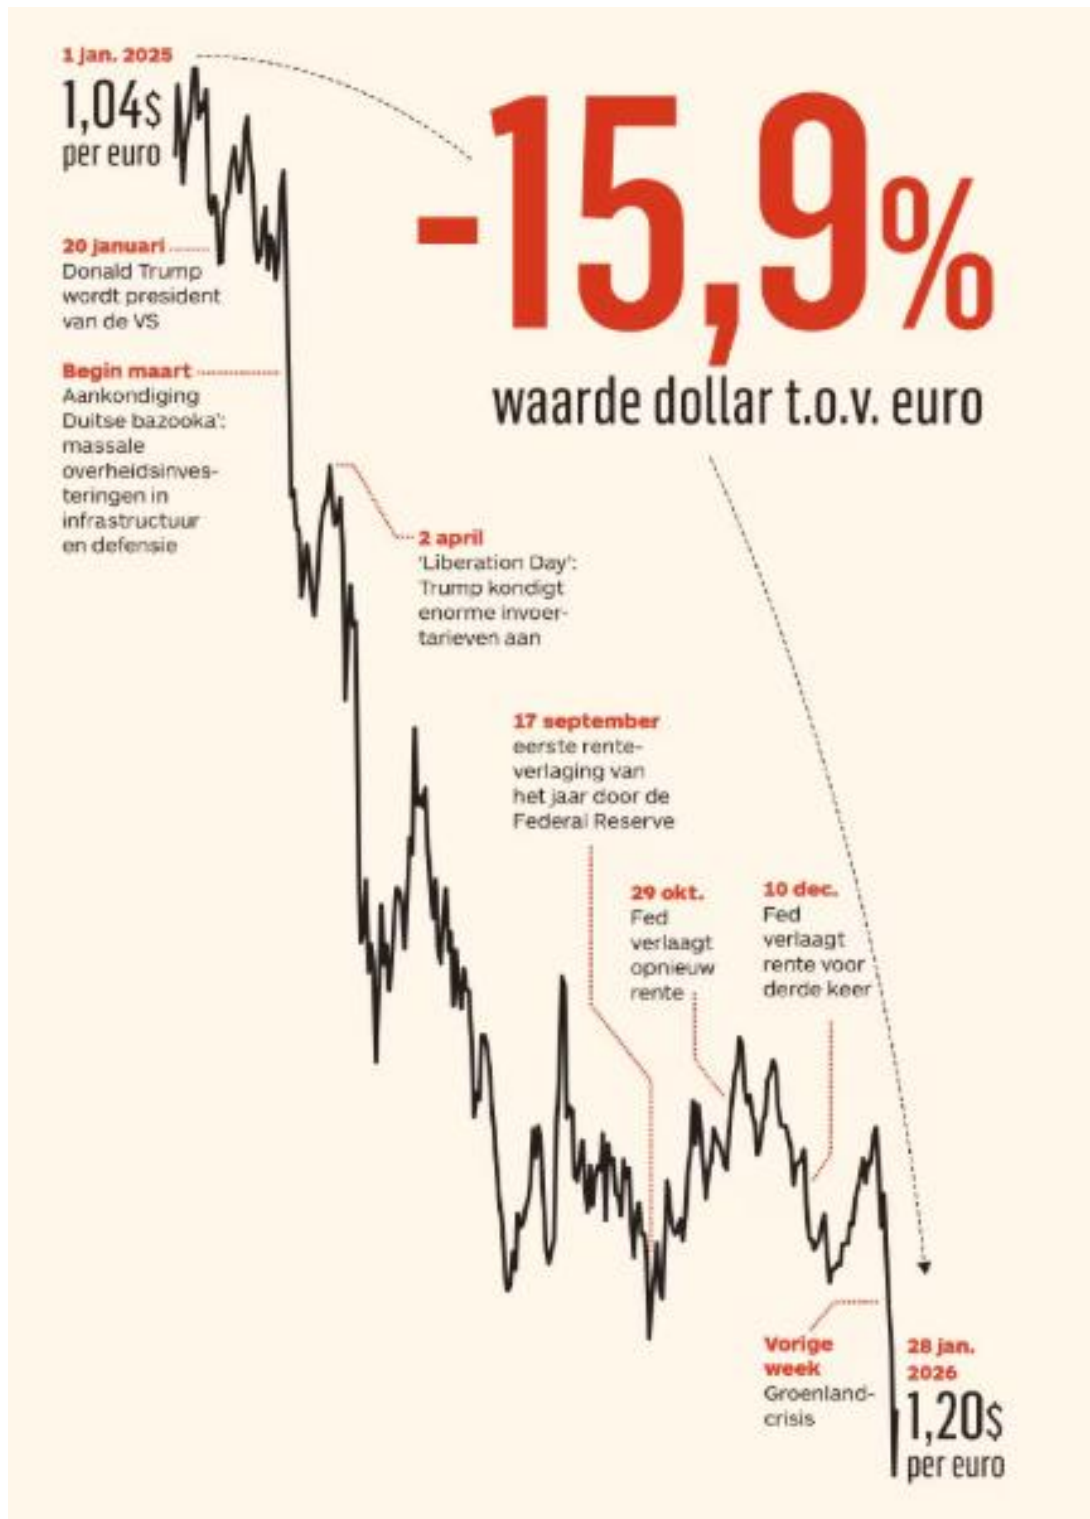 1 jan. 2025
1,04$
per euro
-15,9%
waarde dollar t.o.v. euro
20 januari
Donald Trump
wordt president
van de VS
Begin maart
Aankondiging
Duitse bazooka':
massale
overheidsinves-
teringen in
infrastructuur
en defensie
2 april
'Liberation Day':
Trump kondigt
enorme invoer-
tarieven aan
17 september
eerste rente-
verlaging van
het jaar door de
Federal Reserve
29 okt.
Fed
verlaagt
opnieuw
rente
10 dec.
Fed
verlaagt
rente voor
derde keer
Vorige
week
Groenland-
crisis
28 jan.
2026
1,20$
per euro